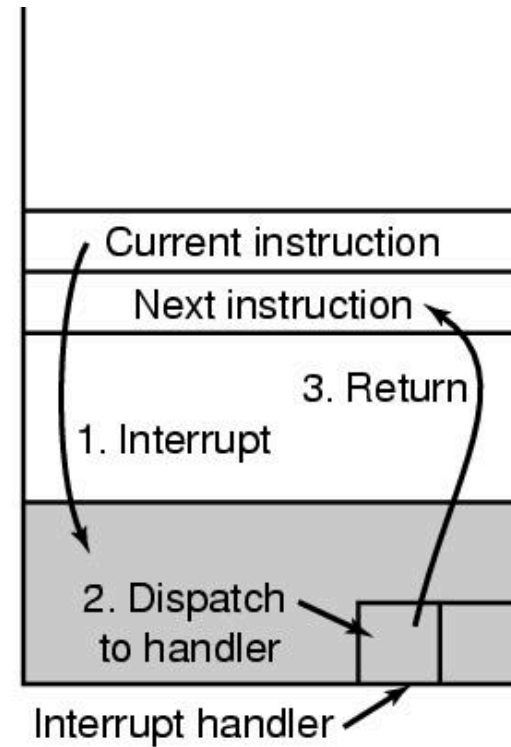 Current instruction
Next instruction
3. Return
1. Interrupt
2. Dispatch
to handler
Interrupt handler